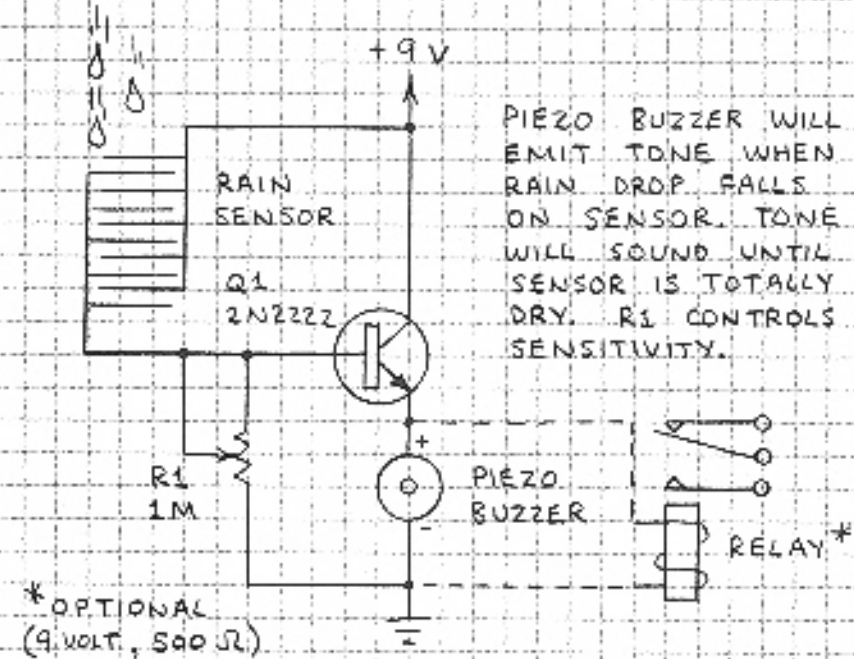 +9V
PIEZO BUZZER WILL
EMIT TONE WHEN
RAIN DROP FALLS
ON SENSOR. TONE
WILL SOUND UNTIL
SENSOR IS TOTALLY
DRY. R1 CONTROLS
SENSITIVITY.
RAIN
SENSOR
Q1
2N2222
+
PIEZO
BUZZER
-
R1
1M
RELAY*
*OPTIONAL
(9 VOLT, 500 Ω)